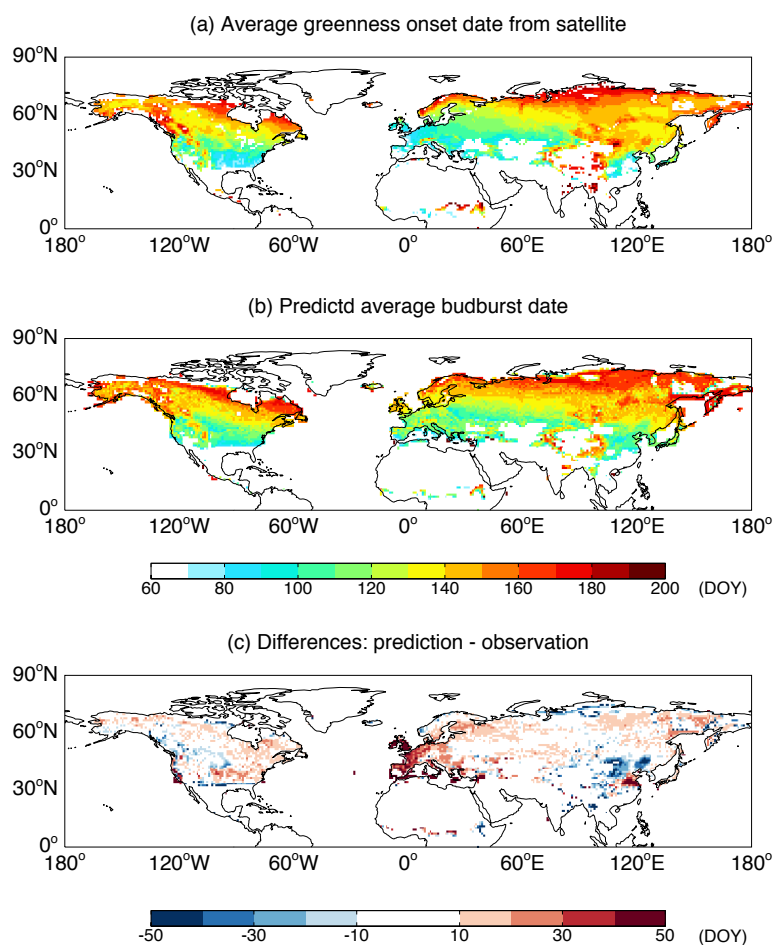 (a) Average greenness onset date from satellite
90°N
60°N
30°N
0°
180° 120°W 60°W 0° 60°E 120°E 180°
(b) Predictd average budburst date
90°N
60°N
30°N
0°
180° 120°W 60°W 0° 60°E 120°E 180°
60 80 100 120 140 160 180 200 (DOY)
(c) Differences: prediction - observation
90°N
60°N
30°N
0°
180° 120°W 60°W 0° 60°E 120°E 180°
-50 -30 -10 10 30 50 (DOY)